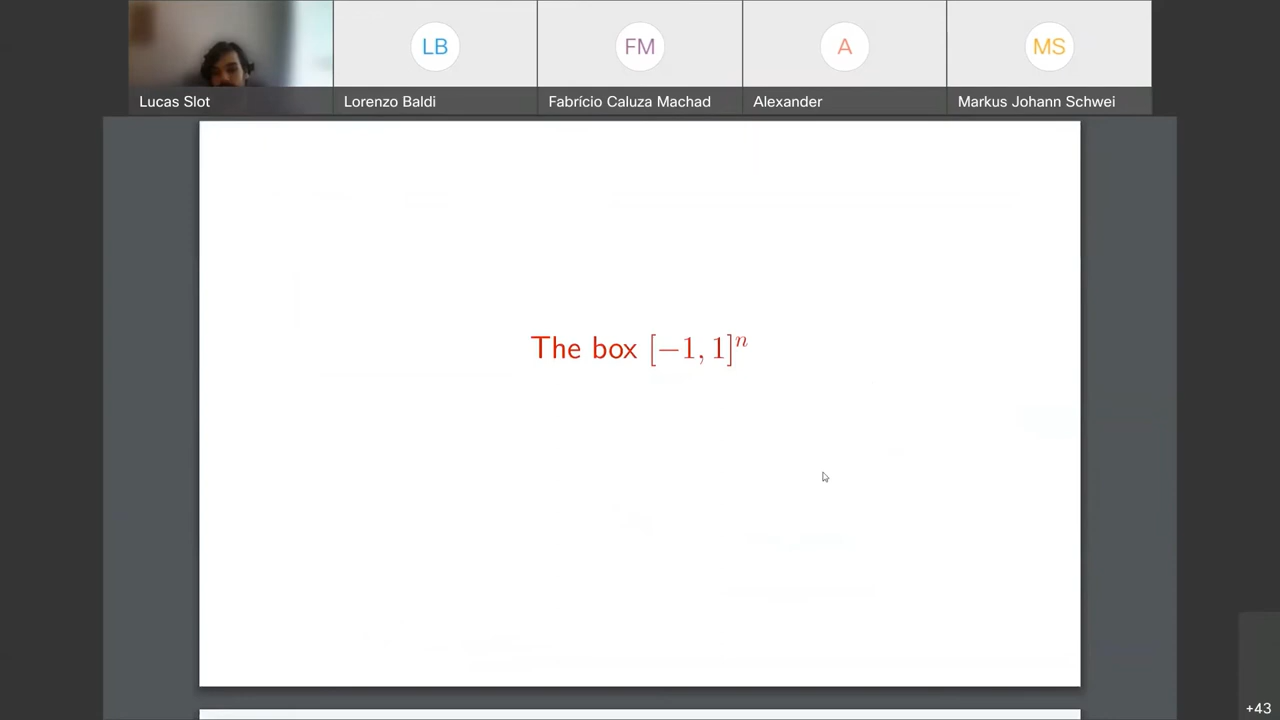 LB
FM
A
MS
Lucas Slot
Lorenzo Baldi
Fabrício Caluza Machad
Alexander
Markus Johann Schwei
The box [−1, 1]ⁿ
+43